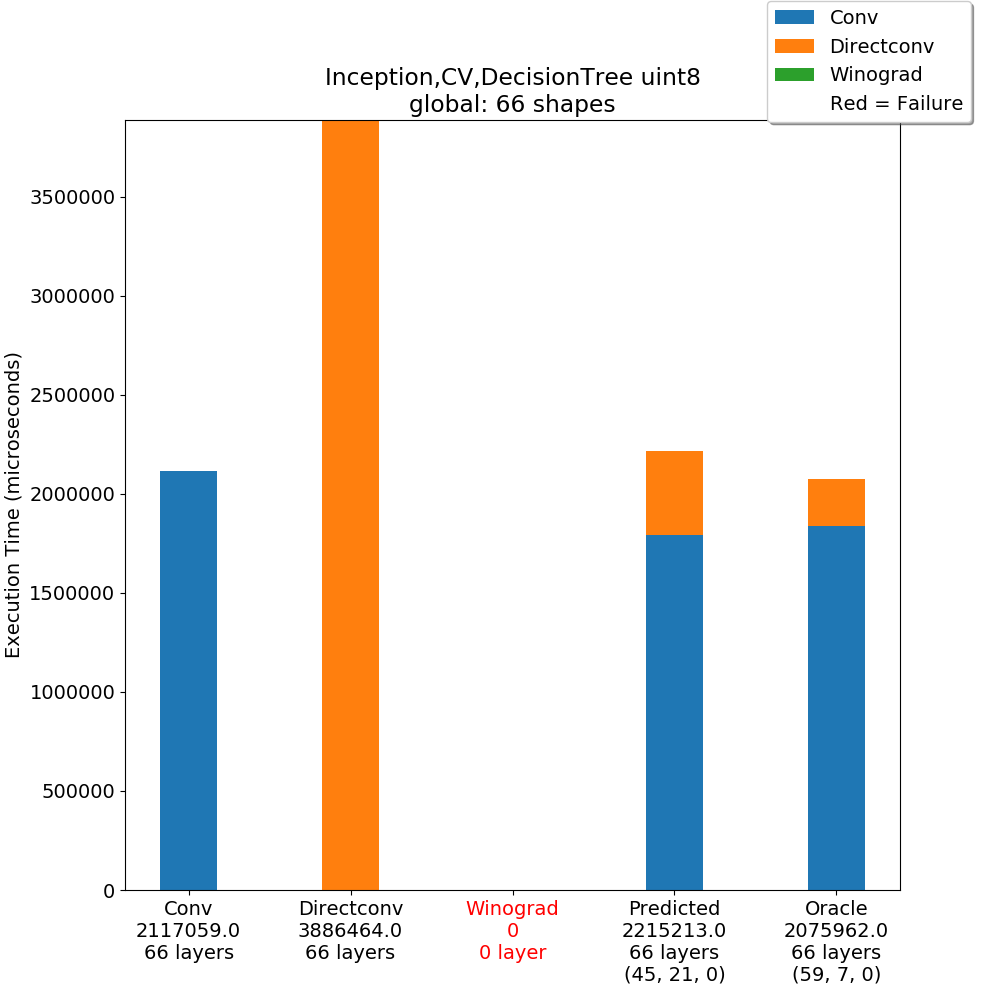 Conv
Directconv
Winograd
Red = Failure
Inception,CV,DecisionTree uint8
global: 66 shapes
Execution Time (microseconds)
3500000
3000000
2500000
2000000
1500000
1000000
500000
0
Conv
2117059.0
66 layers
Directconv
3886464.0
66 layers
Winograd
0
0 layer
Predicted
2215213.0
66 layers
(45, 21, 0)
Oracle
2075962.0
66 layers
(59, 7, 0)